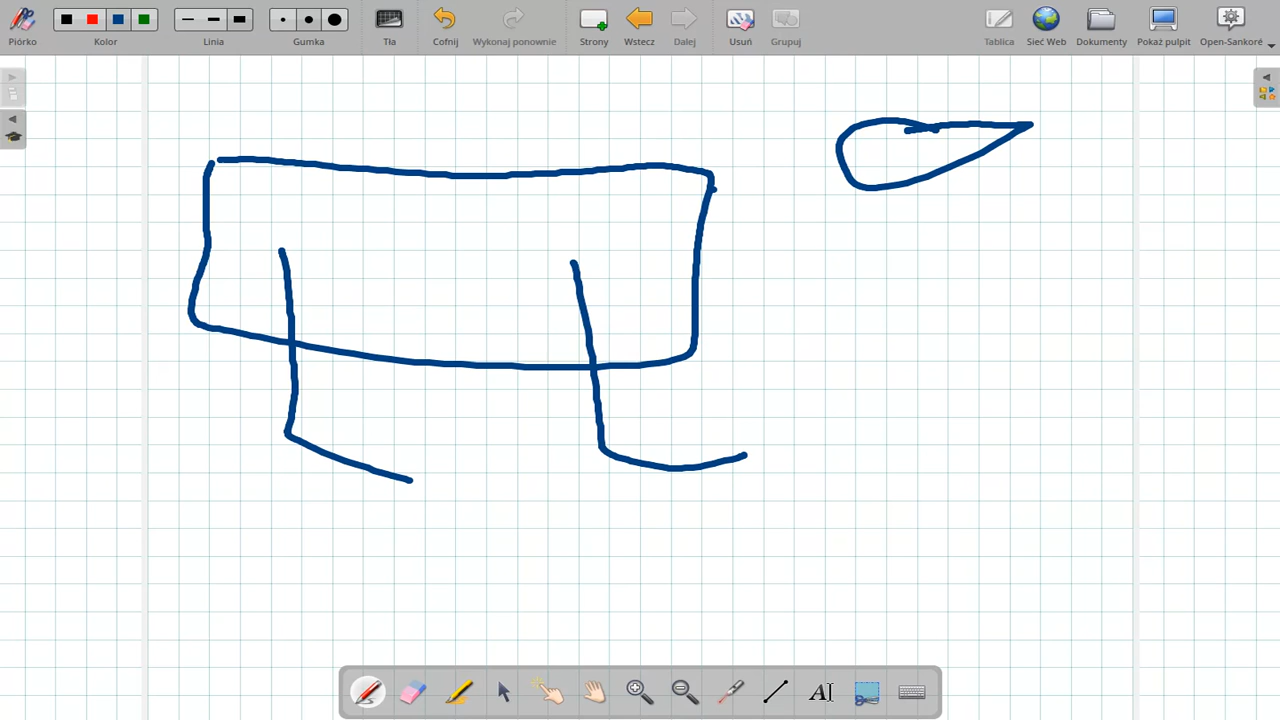 Piórko
Kolor
Linia
Gumka
Tła
Cofnij
Wykonaj ponownie
Strony
Wstecz
Dalej
Usuń
Grupuj
Tablica
Sieć Web
Dokumenty
Pokaż pulpit
Open-Sankoré
AI